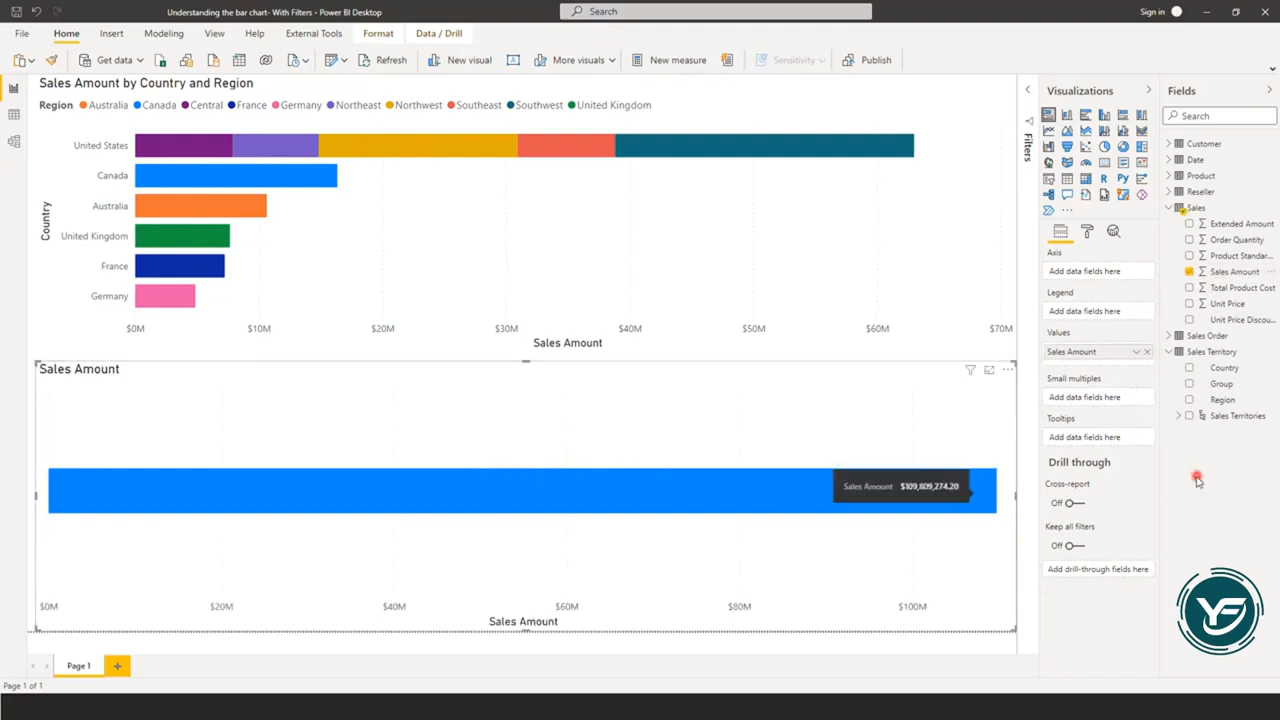 Understanding the bar chart- With Filters - Power BI Desktop
Search
Sign in
File Home Insert Modeling View Help External Tools Format Data / Drill
Get data Refresh New visual More visuals New measure Sensitivity Publish
Sales Amount by Country and Region
Region Australia Canada Central France Germany Northeast Northwest Southeast Southwest United Kingdom
Country
United States
Canada
Australia
United Kingdom
France
Germany
$0M $10M $20M $30M $40M $50M $60M $70M
Sales Amount
Sales Amount
Sales Amount $109,809,274.20
$0M $20M $40M $60M $80M $100M
Sales Amount
Filters
Visualizations
R Py
Axis
Add data fields here
Legend
Add data fields here
Values
Sales Amount
Small multiples
Add data fields here
Tooltips
Add data fields here
Drill through
Cross-report
Off
Keep all filters
Off
Add drill-through fields here
Fields
Search
Customer
Date
Product
Reseller
Sales
Extended Amount
Order Quantity
Product Standar...
Sales Amount
Total Product Cost
Unit Price
Unit Price Discou...
Sales Order
Sales Territory
Country
Group
Region
Sales Territories
Page 1
Page 1 of 1